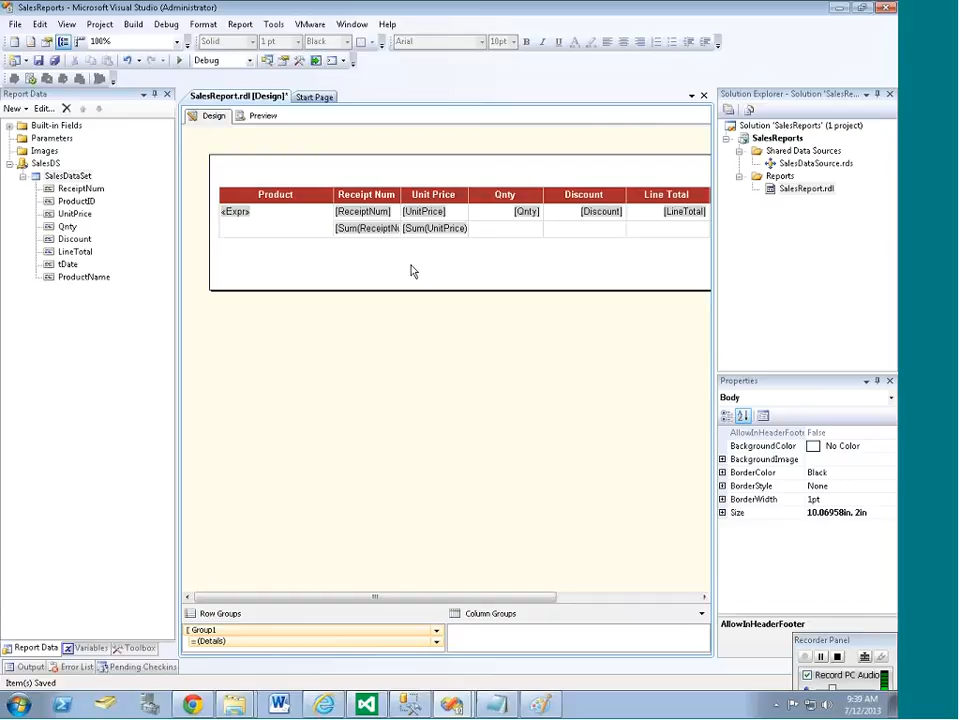 SalesReports - Microsoft Visual Studio (Administrator)
File Edit View Project Build Debug Format Report Tools VMware Window Help
100% Solid 1 pt Black Arial 10pt B I U
Debug
Report Data
New Edit...
Built-in Fields
Parameters
Images
SalesDS
SalesDataSet
ReceiptNum
ProductID
UnitPrice
Qnty
Discount
LineTotal
tDate
ProductName
Report Data Variables Toolbox
Output Error List Pending Checkins
Item(s) Saved
SalesReport.rdl [Design]* Start Page
Design Preview
Product Receipt Num Unit Price Qnty Discount Line Total
«Expr» [ReceiptNum] [UnitPrice] [Qnty] [Discount] [LineTotal]
[Sum(ReceiptNu [Sum(UnitPrice)
Row Groups Column Groups
[ Group1
= (Details)
Solution Explorer - Solution 'SalesRe...
Solution 'SalesReports' (1 project)
SalesReports
Shared Data Sources
SalesDataSource.rds
Reports
SalesReport.rdl
Properties
Body
AllowInHeaderFoote False
BackgroundColor No Color
BackgroundImage
BorderColor Black
BorderStyle None
BorderWidth 1pt
Size 10.06958in, 2in
AllowInHeaderFooter
Recorder Panel
Record PC Audio
9:39 AM
7/12/2013